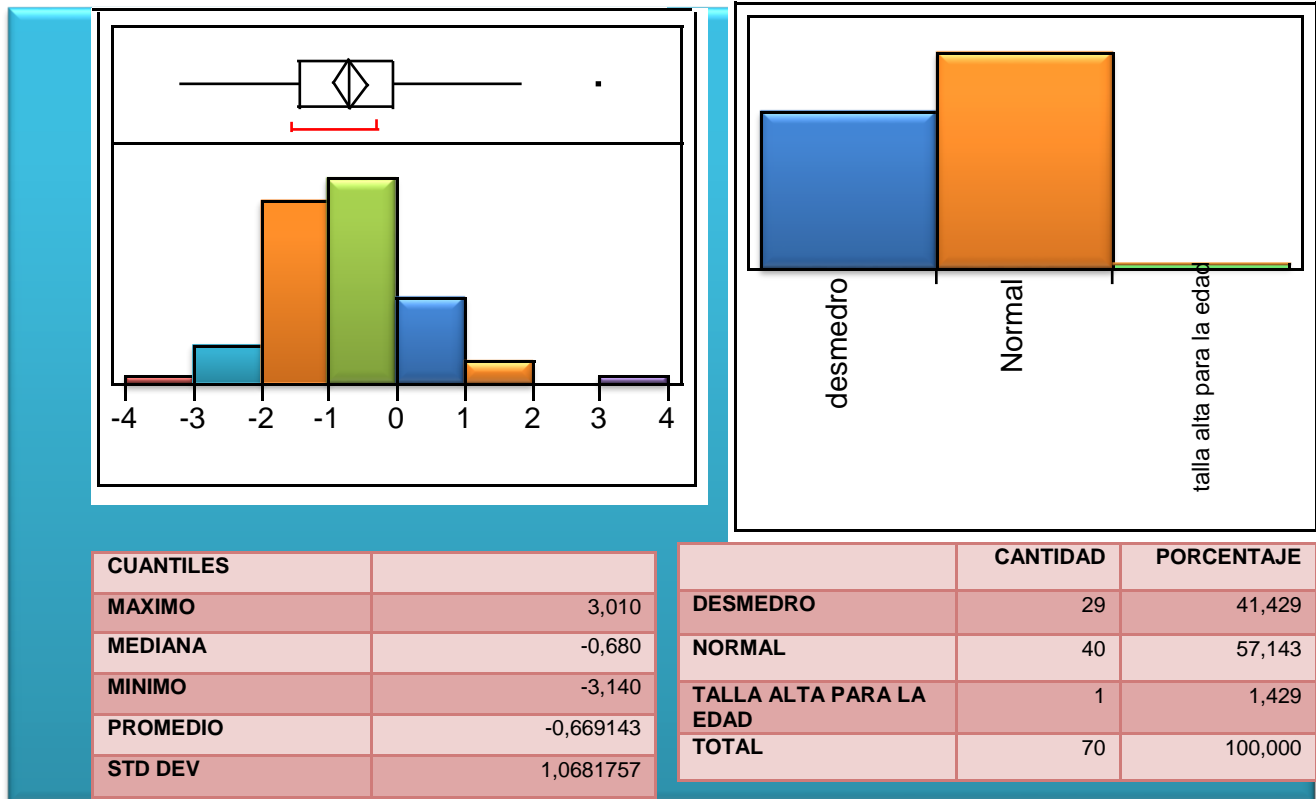 -4 -3 -2 -1 0 1 2 3 4
desmedro
Normal
talla alta para la edad
CUANTILES
MAXIMO 3,010
MEDIANA -0,680
MINIMO -3,140
PROMEDIO -0,669143
STD DEV 1,0681757
CANTIDAD PORCENTAJE
DESMEDRO 29 41,429
NORMAL 40 57,143
TALLA ALTA PARA LA
EDAD 1 1,429
TOTAL 70 100,000